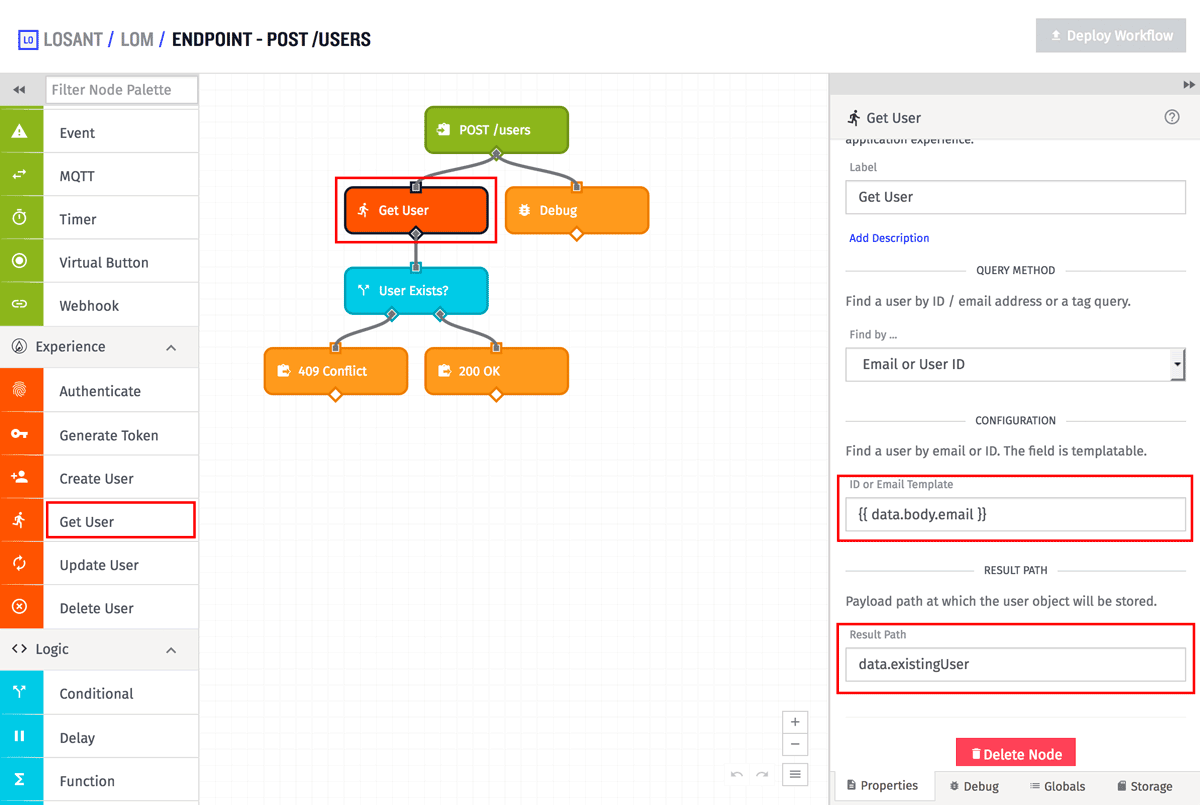 LO LOSANT / LOM / ENDPOINT - POST /USERS
Deploy Workflow
Filter Node Palette
Event
MQTT
Timer
Virtual Button
Webhook
Experience
Authenticate
Generate Token
Create User
Get User
Update User
Delete User
Logic
Conditional
Delay
Function
POST /users
Get User
Debug
User Exists?
409 Conflict
200 OK
Get User
application experience.
Label
Get User
Add Description
QUERY METHOD
Find a user by ID / email address or a tag query.
Find by ...
Email or User ID
CONFIGURATION
Find a user by email or ID. The field is templatable.
ID or Email Template
{{ data.body.email }}
RESULT PATH
Payload path at which the user object will be stored.
Result Path
data.existingUser
Delete Node
Properties
Debug
Globals
Storage